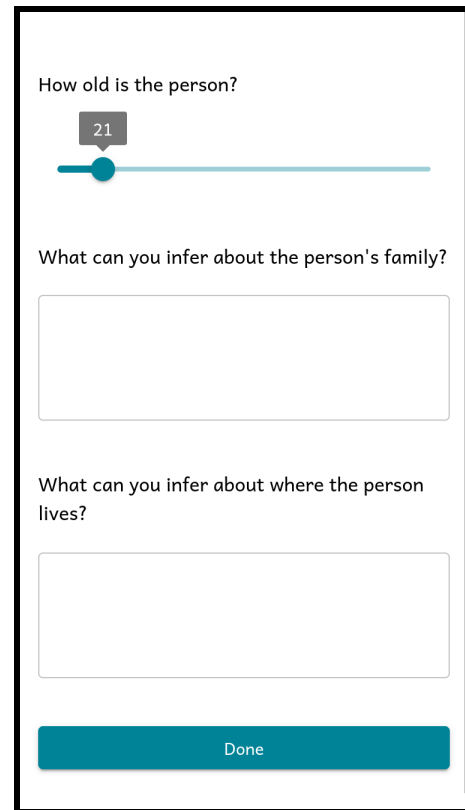 How old is the person?
21
What can you infer about the person's family?
What can you infer about where the person
lives?
Done